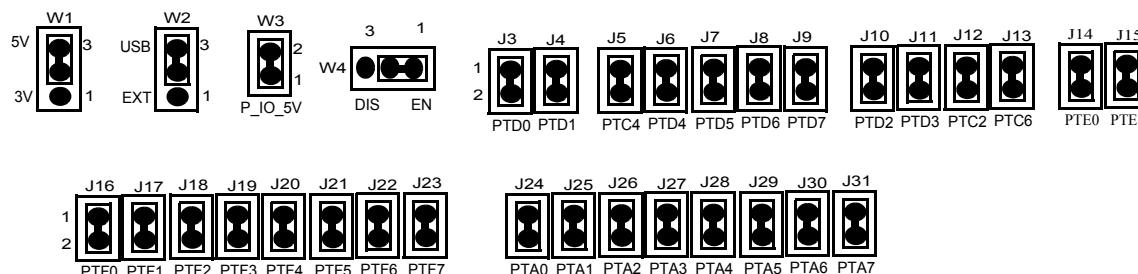 W1 W2 W3 3 1 J3 J4 J5 J6 J7 J8 J9 J10 J11 J12 J13 J14 J15
5V 3 USB 3 2 W4 1
3V 1 EXT 1 1 2
P_IO_5V DIS EN PTD0 PTD1 PTC4 PTD4 PTD5 PTD6 PTD7 PTD2 PTD3 PTC2 PTC6 PTE0 PTE
J16 J17 J18 J19 J20 J21 J22 J23 J24 J25 J26 J27 J28 J29 J30 J31
1
2
PTF0 PTF1 PTF2 PTF3 PTF4 PTF5 PTF6 PTF7 PTA0 PTA1 PTA2 PTA3 PTA4 PTA5 PTA6 PTA7